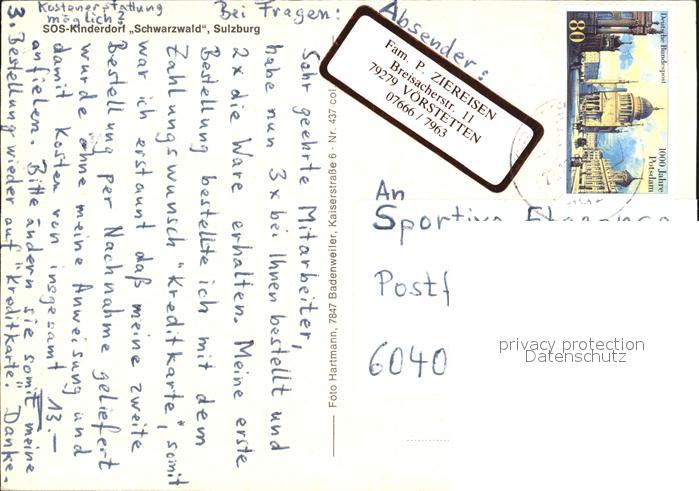 Kostenerstattung
möglich?
SOS-Kinderdorf „Schwarzwald“, Sulzburg
Bei Fragen:
Absender:
Fam. P. ZIEREISEN
Breisacherstr. 11
79279 VÖRSTETTEN
07666 / 7963
Deutsche Bundespost
80
1000 Jahre
Potsdam
Sehr geehrte Mitarbeiter,
habe nun 3x bei Ihnen bestellt und
2x die Ware erhalten. Meine erste
Bestellung bestellte ich mit dem
Zahlungswunsch "Kreditkarte", somit
war ich erstaunt daß meine zweite
Bestellung per Nachnahme geliefert
wurde ohne meine Anweisung und
damit Kosten von insgesamt 13.—
anfielen. Bitte ändern sie somit meine
3. Bestellung wieder auf "Kreditkarte". Danke.
Foto Hartmann, 7847 Badenweiler, Kaiserstraße 6 · Nr. 437 col
An
Postf
6040
privacy protection
Datenschutz